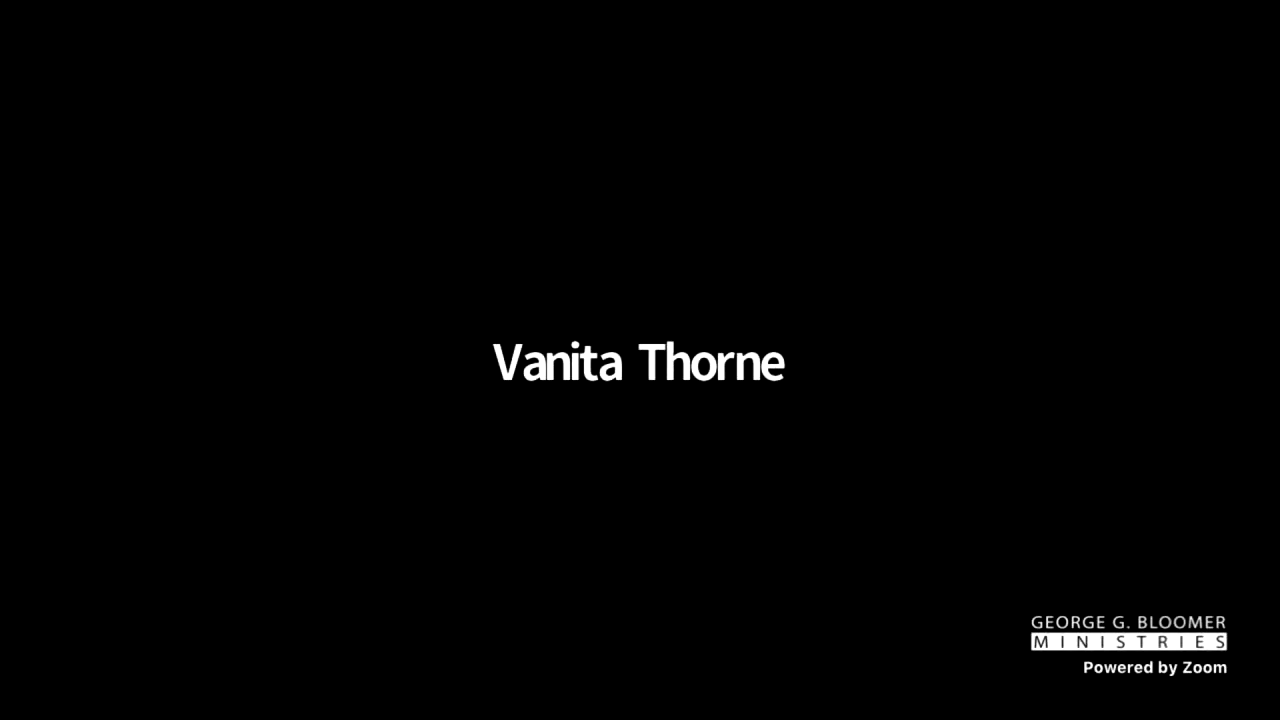 Vanita Thorne
GEORGE G. BLOOMER
MINISTRIES
Powered by Zoom